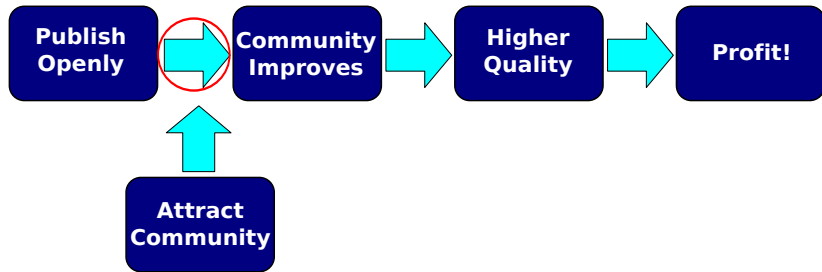 Publish
Openly
Community
Improves
Higher
Quality
Profit!
Attract
Community